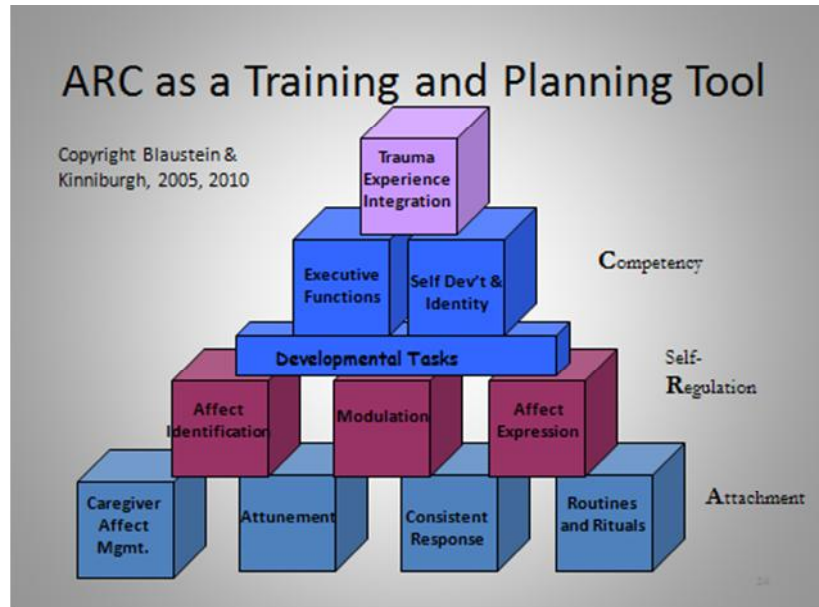 ARC as a Training and Planning Tool
Copyright Blaustein &
Kinniburgh, 2005, 2010
Trauma
Experience
Integration
Executive
Functions
Self Dev't &
Identity
Competency
Developmental Tasks
Self-
Regulation
Affect
Identification
Modulation
Affect
Expression
Attachment
Caregiver
Affect
Mgmt.
Attunement
Consistent
Response
Routines
and Rituals